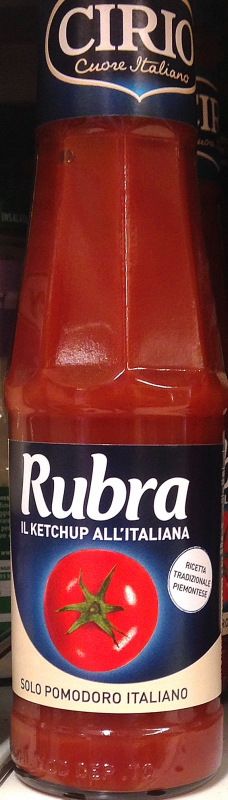 CIRIO
Cuore Italiano
Rubra
IL KETCHUP ALL'ITALIANA
RICETTA
TRADIZIONALE
PIEMONTESE
SOLO POMODORO ITALIANO